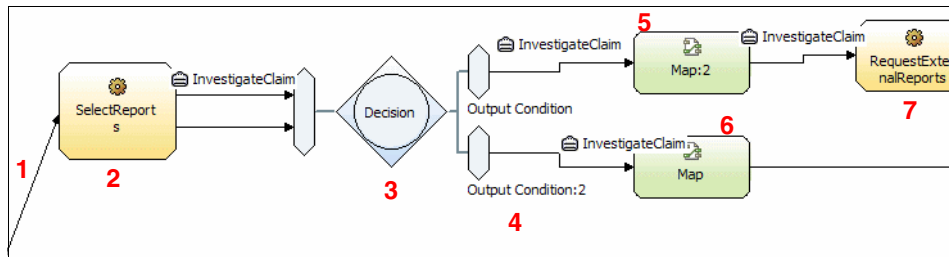 5
InvestigateClaim
InvestigateClaim
Map:2
RequestExte
nalReports
7
InvestigateClaim
SelectReport
s
Decision
Output Condition
1
2
3
6
InvestigateClaim
Map
Output Condition:2
4